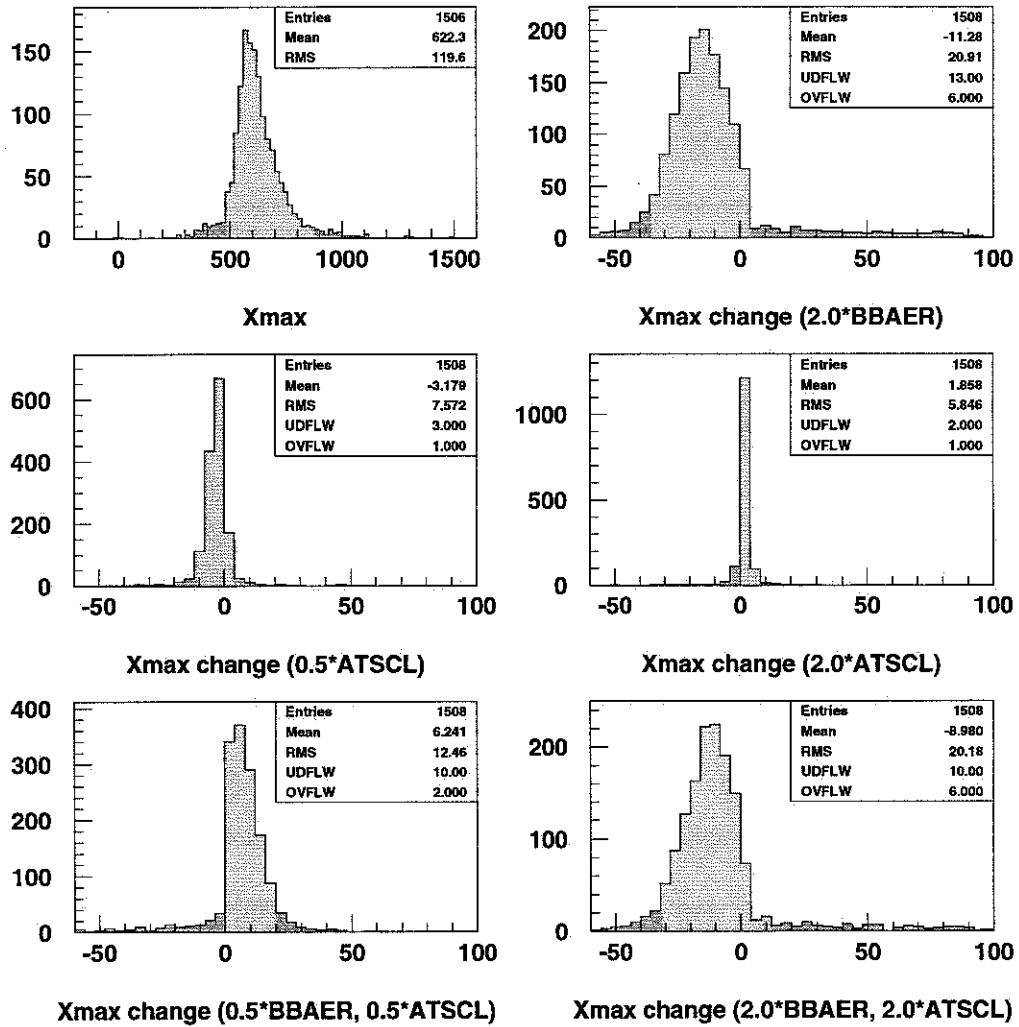 Entries 1506
Mean 622.3
RMS 119.6
150
100
50
0
0 500 1000 1500
Xmax
Entries 1508
Mean -11.28
RMS 20.91
UDFLW 13.00
OVFLW 6.000
200
150
100
50
0
-50 0 50 100
Xmax change (2.0*BBAER)
Entries 1508
Mean -3.179
RMS 7.572
UDFLW 3.000
OVFLW 1.000
600
400
200
0
-50 0 50 100
Xmax change (0.5*ATSCL)
Entries 1508
Mean 1.858
RMS 5.846
UDFLW 2.000
OVFLW 1.000
1000
500
0
-50 0 50 100
Xmax change (2.0*ATSCL)
Entries 1508
Mean 6.241
RMS 12.46
UDFLW 10.00
OVFLW 2.000
400
300
200
100
0
-50 0 50 100
Xmax change (0.5*BBAER, 0.5*ATSCL)
Entries 1508
Mean -8.980
RMS 20.18
UDFLW 10.00
OVFLW 6.000
200
100
0
-50 0 50 100
Xmax change (2.0*BBAER, 2.0*ATSCL)